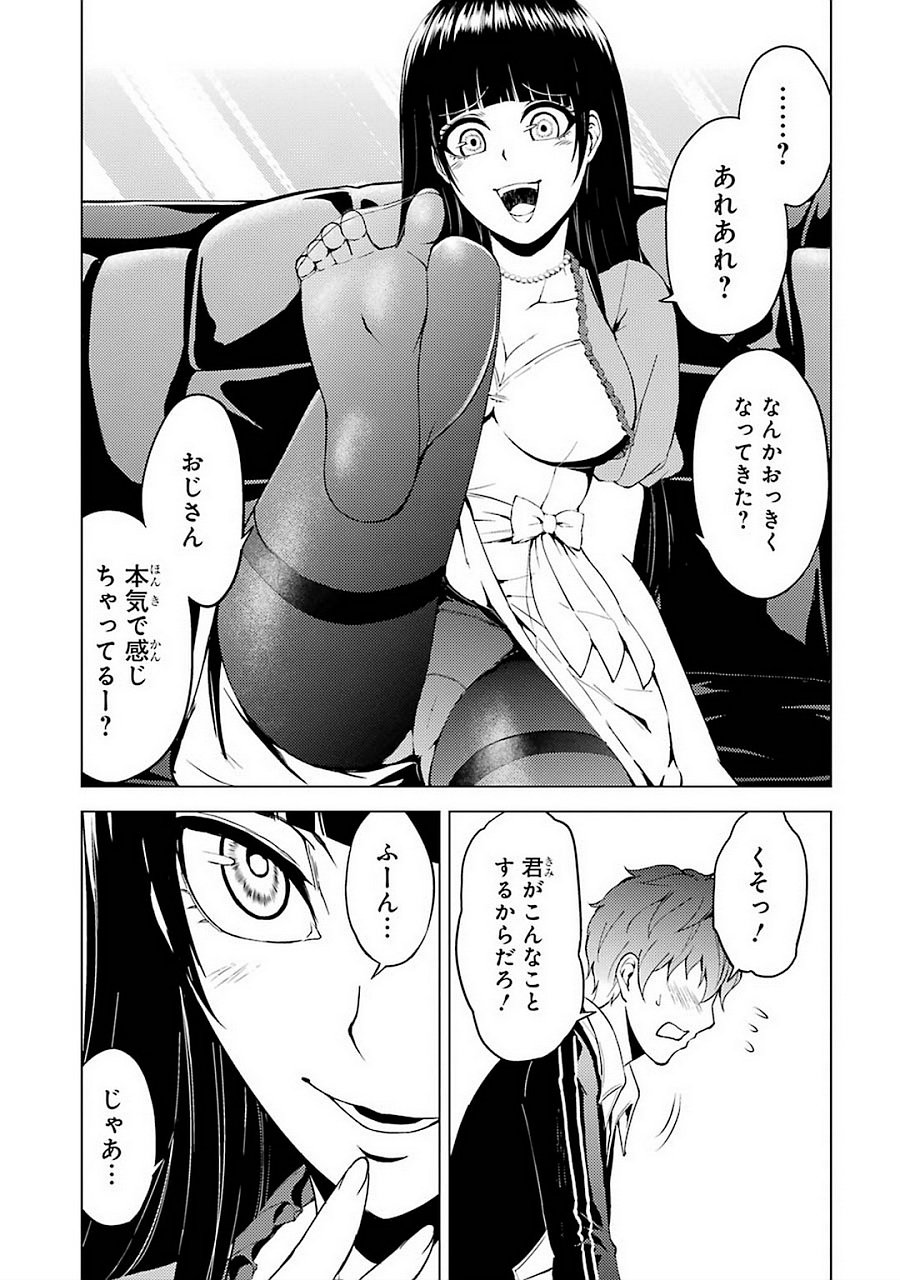 ……？
あれあれ？
なんかおっきく
なってきた？
おじさん
本気で感じ
ちゃってるー？
くそっ！
君がこんなこと
するからだろ！
ふーん…
じゃあ…